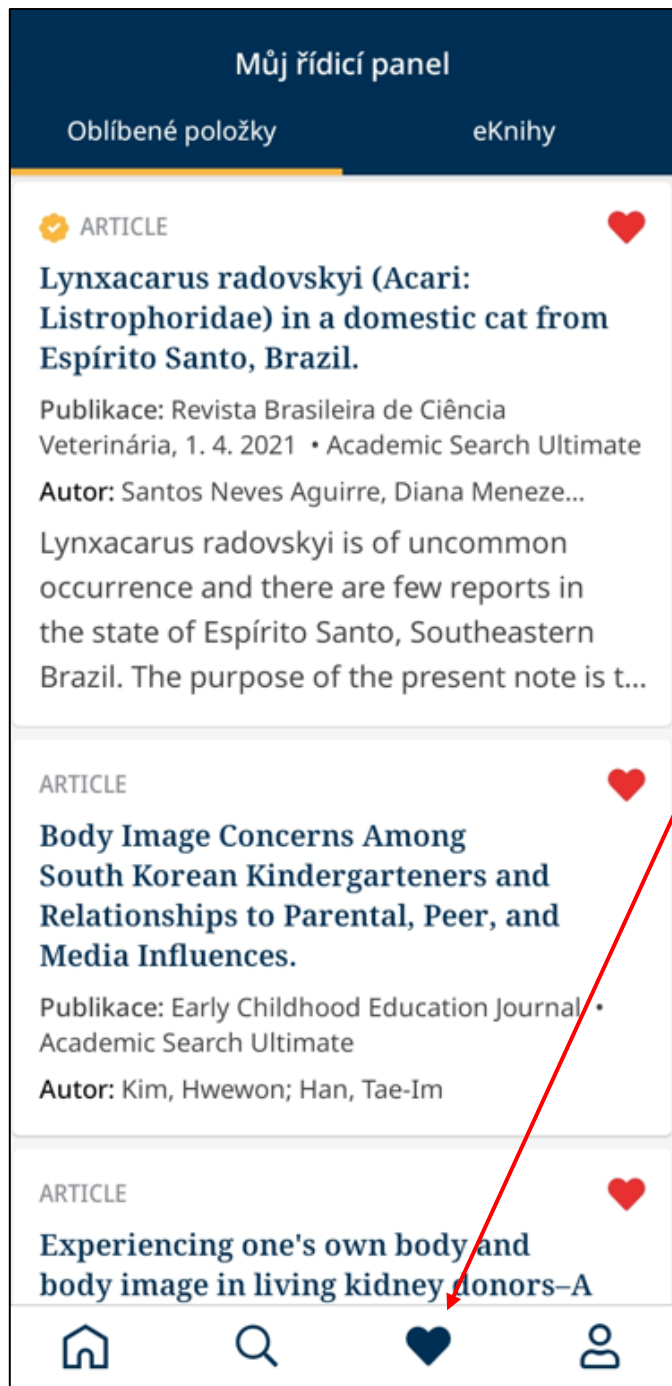 Můj řídicí panel
Oblíbené položky
eKnihy
ARTICLE
Lynxacarus radovskyi (Acari:
Listrophoridae) in a domestic cat from
Espírito Santo, Brazil.
Publikace: Revista Brasileira de Ciência
Veterinária, 1. 4. 2021 • Academic Search Ultimate
Autor: Santos Neves Aguirre, Diana Meneze...
Lynxacarus radovskyi is of uncommon
occurrence and there are few reports in
the state of Espírito Santo, Southeastern
Brazil. The purpose of the present note is t...
ARTICLE
Body Image Concerns Among
South Korean Kindergarteners and
Relationships to Parental, Peer, and
Media Influences.
Publikace: Early Childhood Education Journal •
Academic Search Ultimate
Autor: Kim, Hwewon; Han, Tae-Im
ARTICLE
Experiencing one's own body and
body image in living kidney donors–A